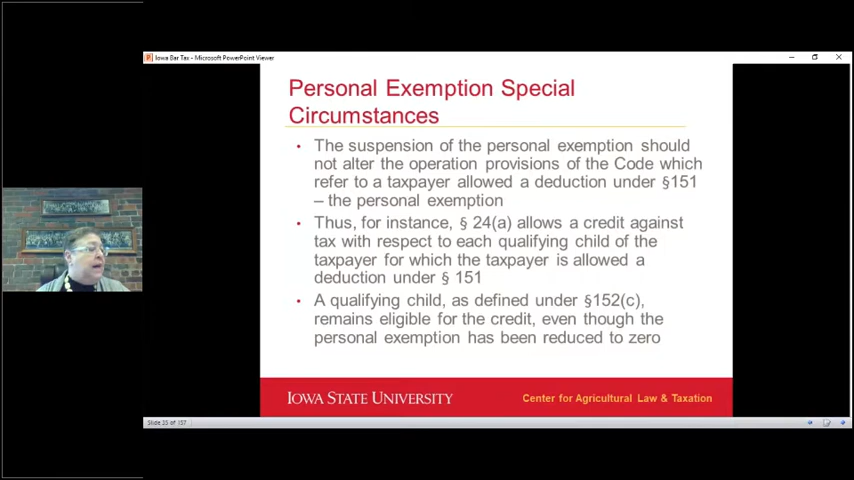 Iowa Bar Tax - Microsoft PowerPoint Viewer
Personal Exemption Special
Circumstances
• The suspension of the personal exemption should
not alter the operation provisions of the Code which
refer to a taxpayer allowed a deduction under §151
– the personal exemption
• Thus, for instance, § 24(a) allows a credit against
tax with respect to each qualifying child of the
taxpayer for which the taxpayer is allowed a
deduction under § 151
• A qualifying child, as defined under §152(c),
remains eligible for the credit, even though the
personal exemption has been reduced to zero
IOWA STATE UNIVERSITY
Center for Agricultural Law & Taxation
Slide 33 of 157